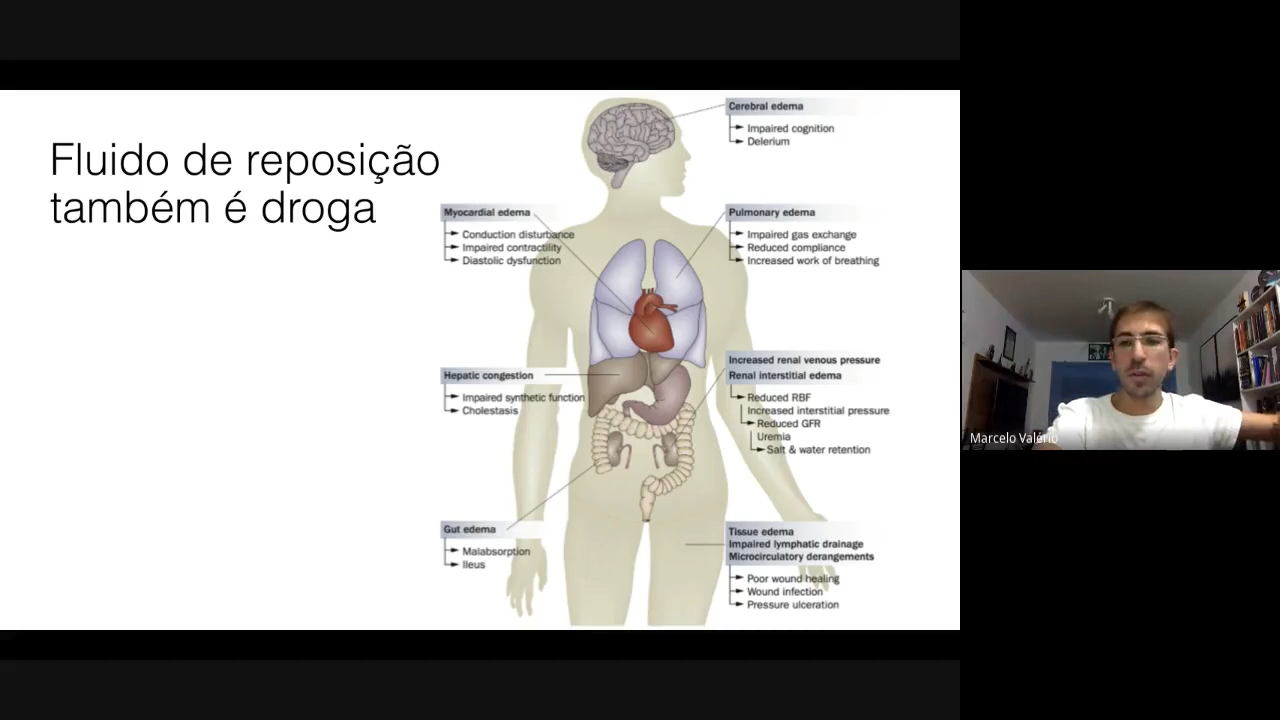 Fluido de reposição
também é droga
Cerebral edema
Impaired cognition
Delerium
Myocardial edema
Conduction disturbance
Impaired contractility
Diastolic dysfunction
Pulmonary edema
Impaired gas exchange
Reduced compliance
Increased work of breathing
Hepatic congestion
Impaired synthetic function
Cholestasis
Increased renal venous pressure
Renal interstitial edema
Reduced RBF
Increased interstitial pressure
Reduced GFR
Uremia
Salt & water retention
Gut edema
Malabsorption
Ileus
Tissue edema
Impaired lymphatic drainage
Microcirculatory derangements
Poor wound healing
Wound infection
Pressure ulceration
Marcelo Valério